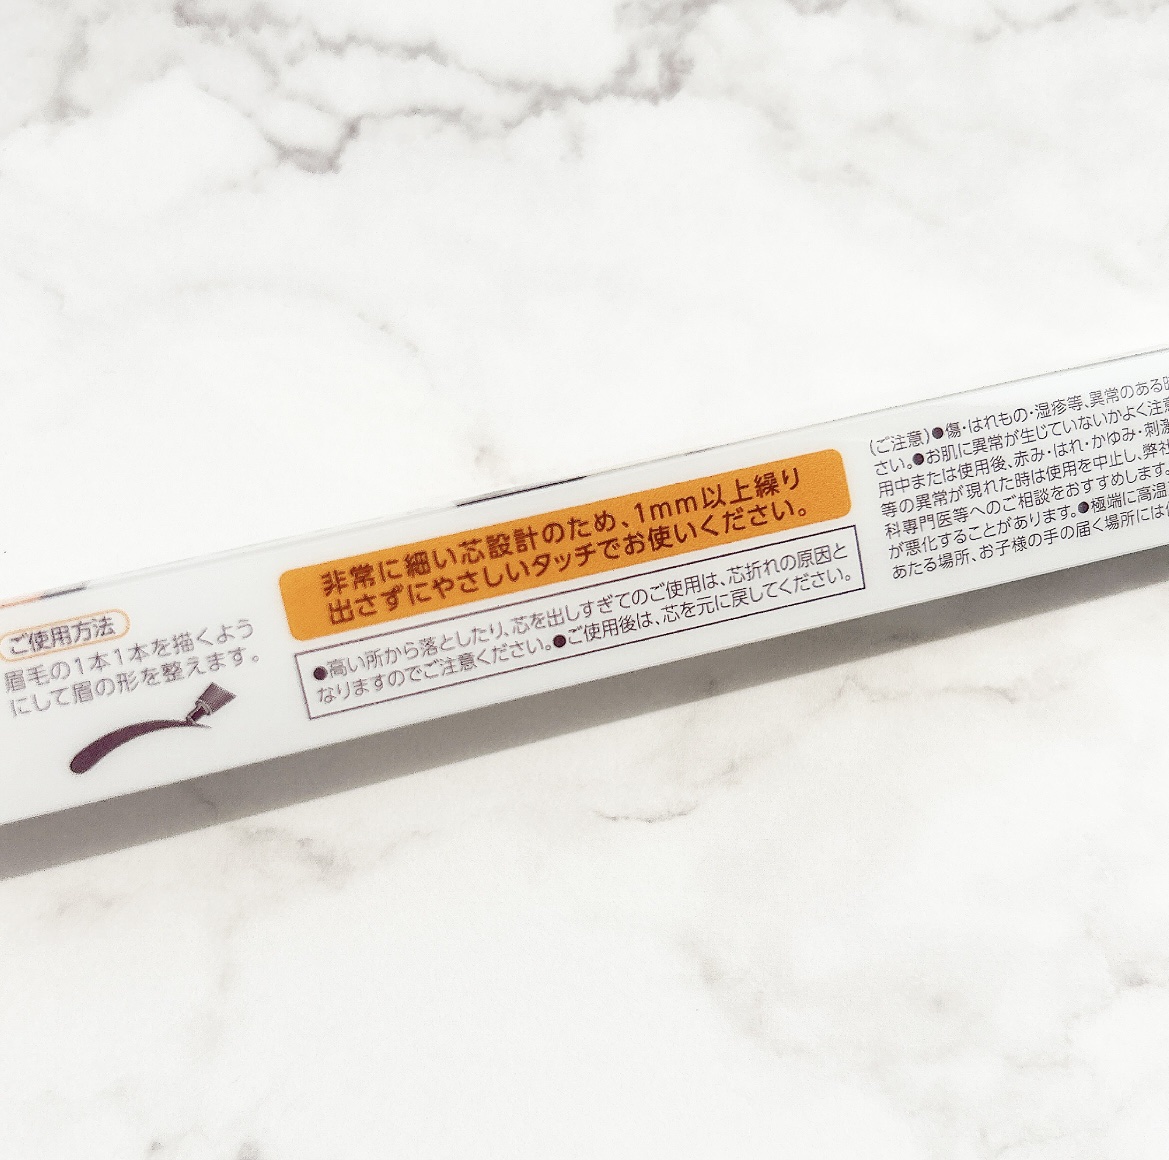 ご使用方法
眉毛の1本1本を描くよう
にして眉の形を整えます。
非常に細い芯設計のため、1mm以上繰り
出さずにやさしいタッチでお使いください。
●高い所から落としたり、芯を出しすぎてのご使用は、芯折れの原因と
なりますのでご注意ください。●ご使用後は、芯を元に戻してください。
(ご注意)●傷・はれもの・湿疹等、異常のある
さい。●お肌に異常が生じていないかよく注意
用中または使用後、赤み・はれ・かゆみ・刺激
等の異常が現れた時は使用を中止し、弊社
科専門医等へのご相談をおすすめします。
が悪化することがあります。●極端に高温
あたる場所、お子様の手の届く場所には